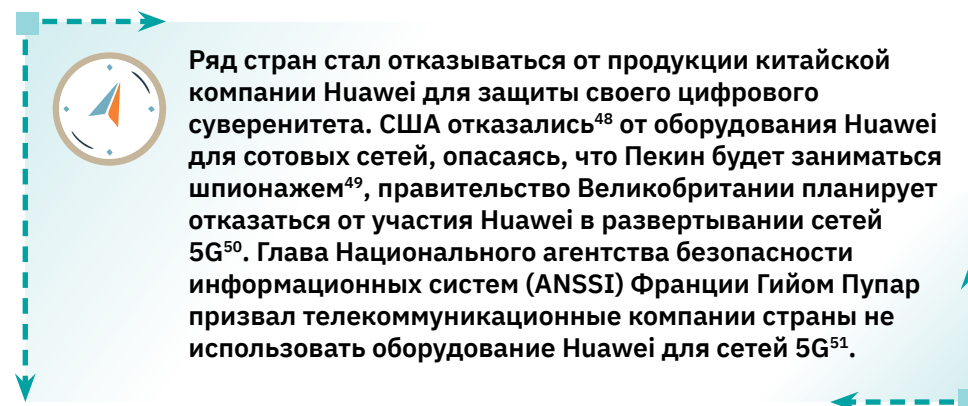 Ряд стран стал отказываться от продукции китайской
компании Huawei для защиты своего цифрового
суверенитета. США отказались⁴⁸ от оборудования Huawei
для сотовых сетей, опасаясь, что Пекин будет заниматься
шпионажем⁴⁹, правительство Великобритании планирует
отказаться от участия Huawei в развертывании сетей
5G⁵⁰. Глава Национального агентства безопасности
информационных систем (ANSSI) Франции Гийом Пупар
призвал телекоммуникационные компании страны не
использовать оборудование Huawei для сетей 5G⁵¹.